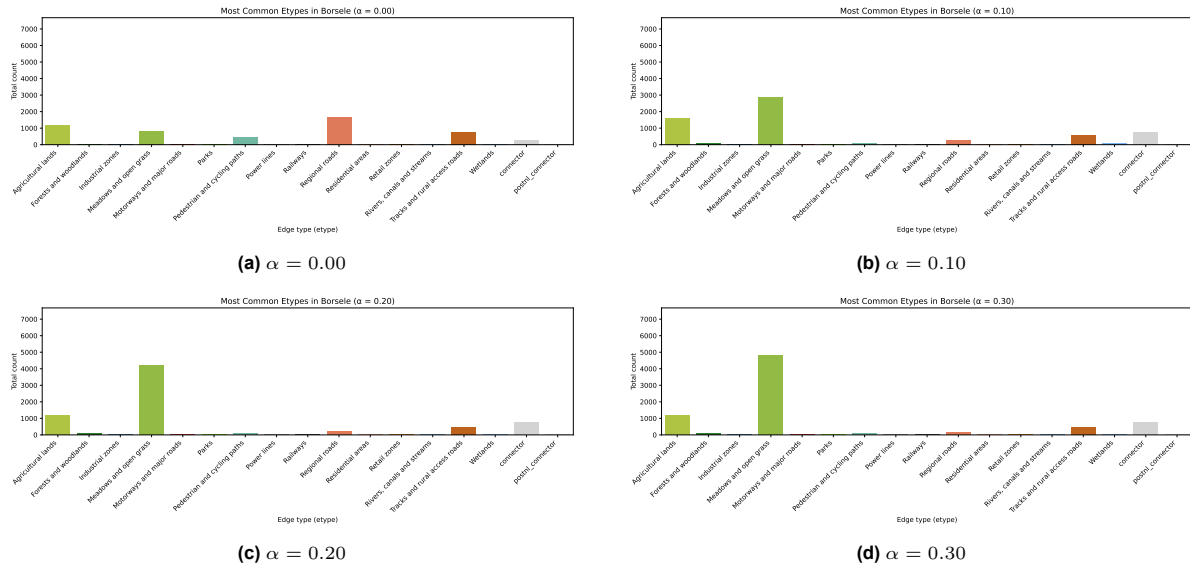 Most Common Etypes in Borsele (α = 0.00)
Total count
7000
6000
5000
4000
3000
2000
1000
0
Agricultural lands
Forests and woodlands
Industrial zones
Meadows and open grass
Motorways and major roads
Parks
Pedestrian and cycling paths
Power lines
Railways
Regional roads
Residential areas
Retail zones
Rivers, canals and streams
Tracks and rural access roads
Wetlands
connector
postnl_connector
Edge type (etype)
(a) α = 0.00
Most Common Etypes in Borsele (α = 0.10)
Total count
7000
6000
5000
4000
3000
2000
1000
0
Agricultural lands
Forests and woodlands
Industrial zones
Meadows and open grass
Motorways and major roads
Parks
Pedestrian and cycling paths
Power lines
Railways
Regional roads
Residential areas
Retail zones
Rivers, canals and streams
Tracks and rural access roads
Wetlands
connector
postnl_connector
Edge type (etype)
(b) α = 0.10
Most Common Etypes in Borsele (α = 0.20)
Total count
7000
6000
5000
4000
3000
2000
1000
0
Agricultural lands
Forests and woodlands
Industrial zones
Meadows and open grass
Motorways and major roads
Parks
Pedestrian and cycling paths
Power lines
Railways
Regional roads
Residential areas
Retail zones
Rivers, canals and streams
Tracks and rural access roads
Wetlands
connector
postnl_connector
Edge type (etype)
(c) α = 0.20
Most Common Etypes in Borsele (α = 0.30)
Total count
7000
6000
5000
4000
3000
2000
1000
0
Agricultural lands
Forests and woodlands
Industrial zones
Meadows and open grass
Motorways and major roads
Parks
Pedestrian and cycling paths
Power lines
Railways
Regional roads
Residential areas
Retail zones
Rivers, canals and streams
Tracks and rural access roads
Wetlands
connector
postnl_connector
Edge type (etype)
(d) α = 0.30